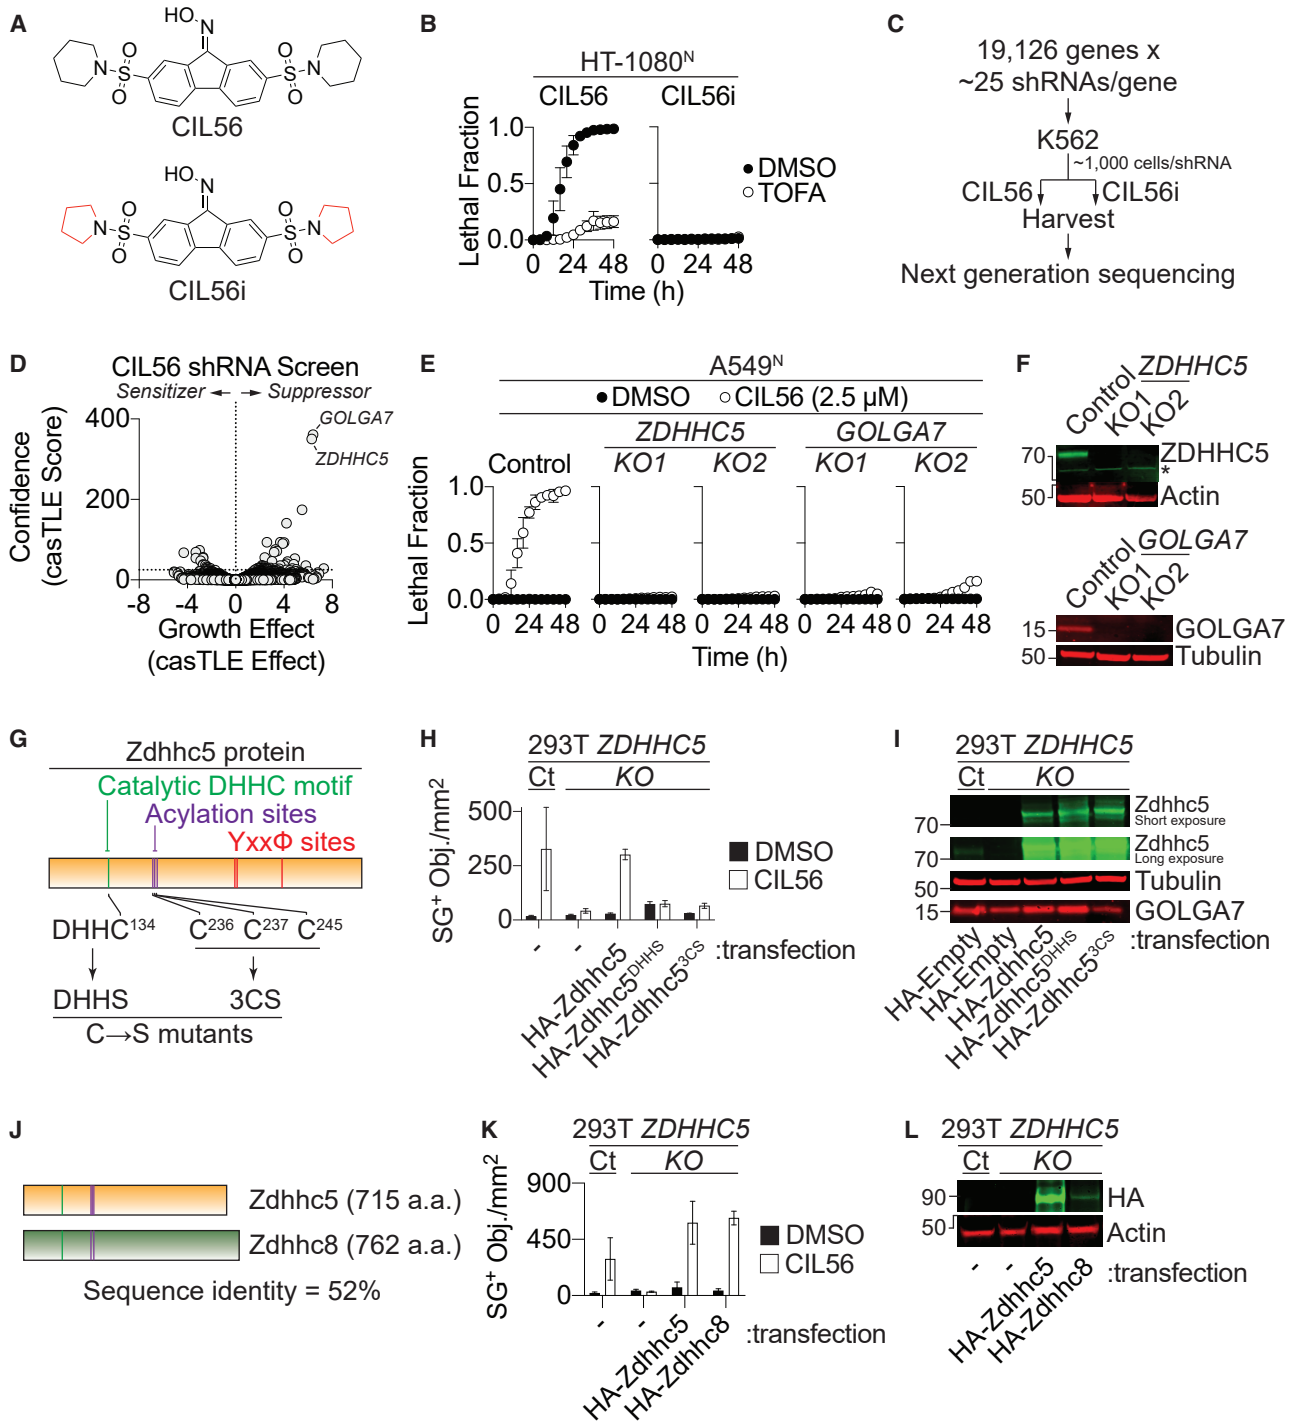 A
HO
N
N
S
O
O
S
O
O
N
CIL56
HO
N
N
S
O
O
S
O
O
N
CIL56i
B
HT-1080ᴺ
CIL56
CIL56i
Lethal Fraction
1.0
0.5
0.0
0
24
48
0
24
48
Time (h)
DMSO
TOFA
C
19,126 genes x
~25 shRNAs/gene
K562
~1,000 cells/shRNA
CIL56
CIL56i
Harvest
Next generation sequencing
D
CIL56 shRNA Screen
Sensitizer
Suppressor
GOLGA7
ZDHHC5
Confidence
(casTLE Score)
400
200
0
-8
-4
0
4
8
Growth Effect
(casTLE Effect)
E
A549ᴺ
DMSO
CIL56 (2.5 µM)
ZDHHC5
GOLGA7
Control
KO1
KO2
KO1
KO2
Lethal Fraction
1.0
0.5
0.0
0 24 48
0 24 48
0 24 48
0 24 48
0 24 48
Time (h)
F
ZDHHC5
Control
KO1
KO2
70
ZDHHC5
*
50
Actin
GOLGA7
Control
KO1
KO2
15
GOLGA7
50
Tubulin
G
Zdhhc5 protein
Catalytic DHHC motif
Acylation sites
YxxΦ sites
DHHC¹³⁴
C²³⁶
C²³⁷
C²⁴⁵
DHHS
3CS
C→S mutants
H
293T ZDHHC5
Ct
KO
SG⁺ Obj./mm²
500
250
0
DMSO
CIL56
-
-
HA-Zdhhc5
HA-Zdhhc5ᴰᴴᴴˢ
HA-Zdhhc5³ᶜˢ
:transfection
I
293T ZDHHC5
Ct
KO
70
Zdhhc5
Short exposure
70
Zdhhc5
Long exposure
50
Tubulin
15
GOLGA7
HA-Empty
HA-Empty
HA-Zdhhc5
HA-Zdhhc5ᴰᴴᴴˢ
HA-Zdhhc5³ᶜˢ
:transfection
J
Zdhhc5 (715 a.a.)
Zdhhc8 (762 a.a.)
Sequence identity = 52%
K
293T ZDHHC5
Ct
KO
SG⁺ Obj./mm²
900
450
0
DMSO
CIL56
-
-
HA-Zdhhc5
HA-Zdhhc8
:transfection
L
293T ZDHHC5
Ct
KO
90
HA
50
Actin
-
-
HA-Zdhhc5
HA-Zdhhc8
:transfection